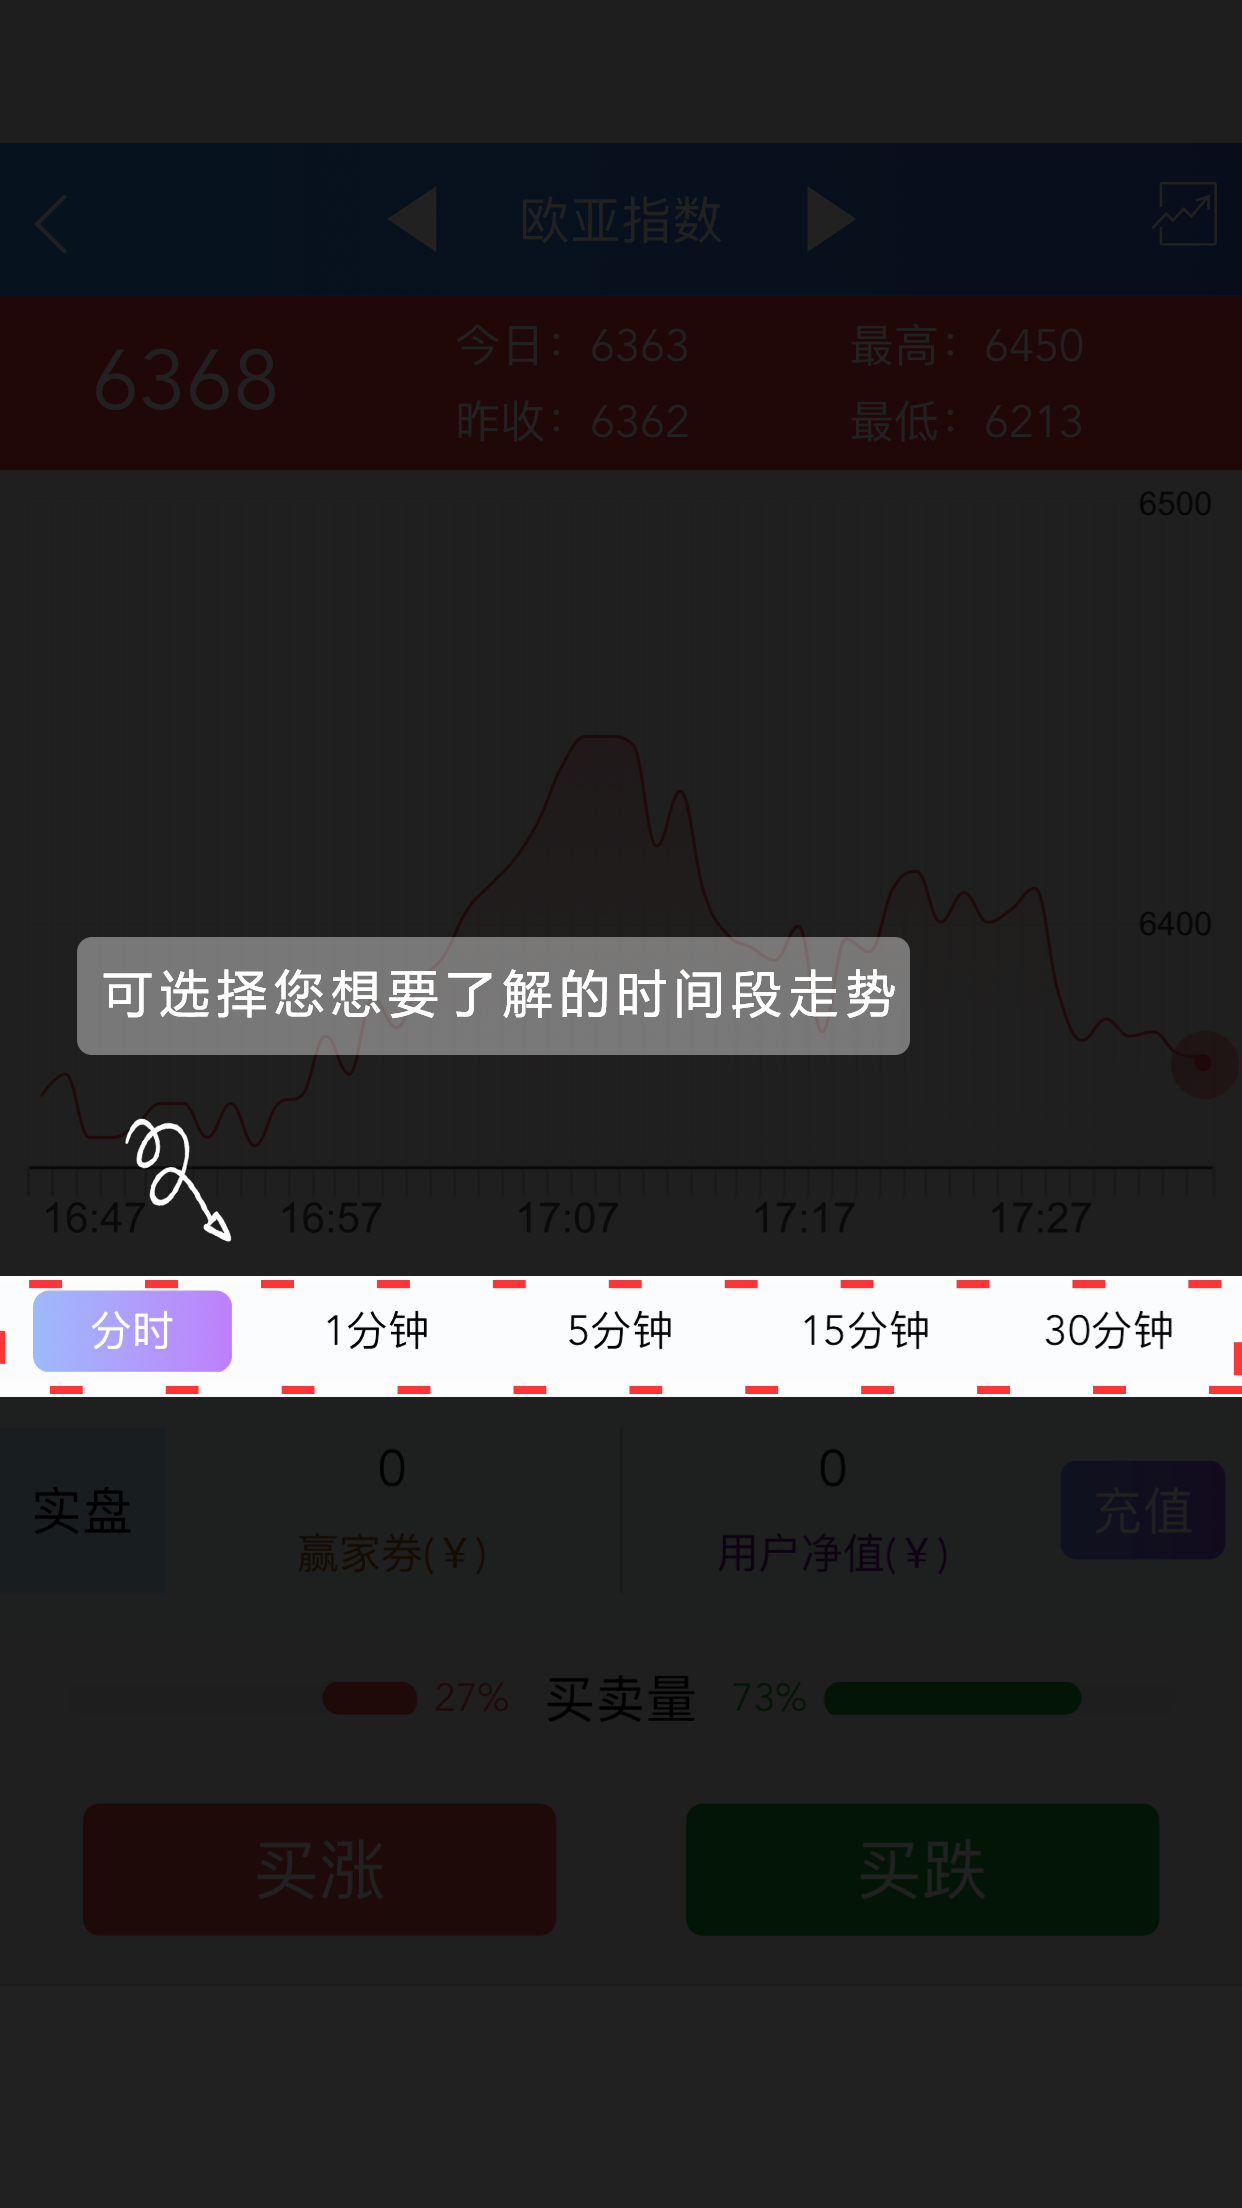 欧亚指数
6368
今日：6363 最高：6450
昨收：6362 最低：6213
6500
6400
可选择您想要了解的时间段走势
16:47 16:57 17:07 17:17 17:27
分时 1分钟 5分钟 15分钟 30分钟
实盘
0
赢家券(¥)
0
用户净值(¥)
充值
27% 买卖量 73%
买涨 买跌